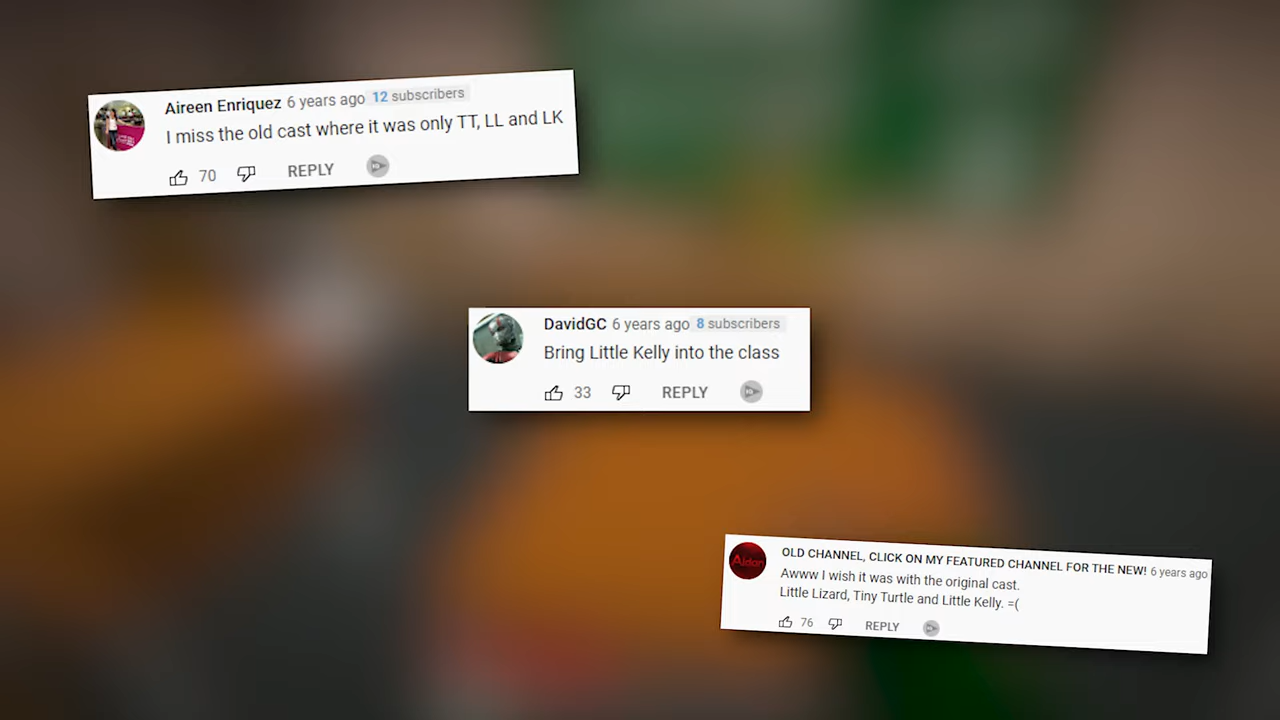 Aireen Enriquez 6 years ago 12 subscribers
I miss the old cast where it was only TT, LL and LK
70 REPLY
DavidGC 6 years ago 8 subscribers
Bring Little Kelly into the class
33 REPLY
OLD CHANNEL, CLICK ON MY FEATURED CHANNEL FOR THE NEW! 6 years ago
Awww I wish it was with the original cast.
Little Lizard, Tiny Turtle and Little Kelly. =(
76 REPLY